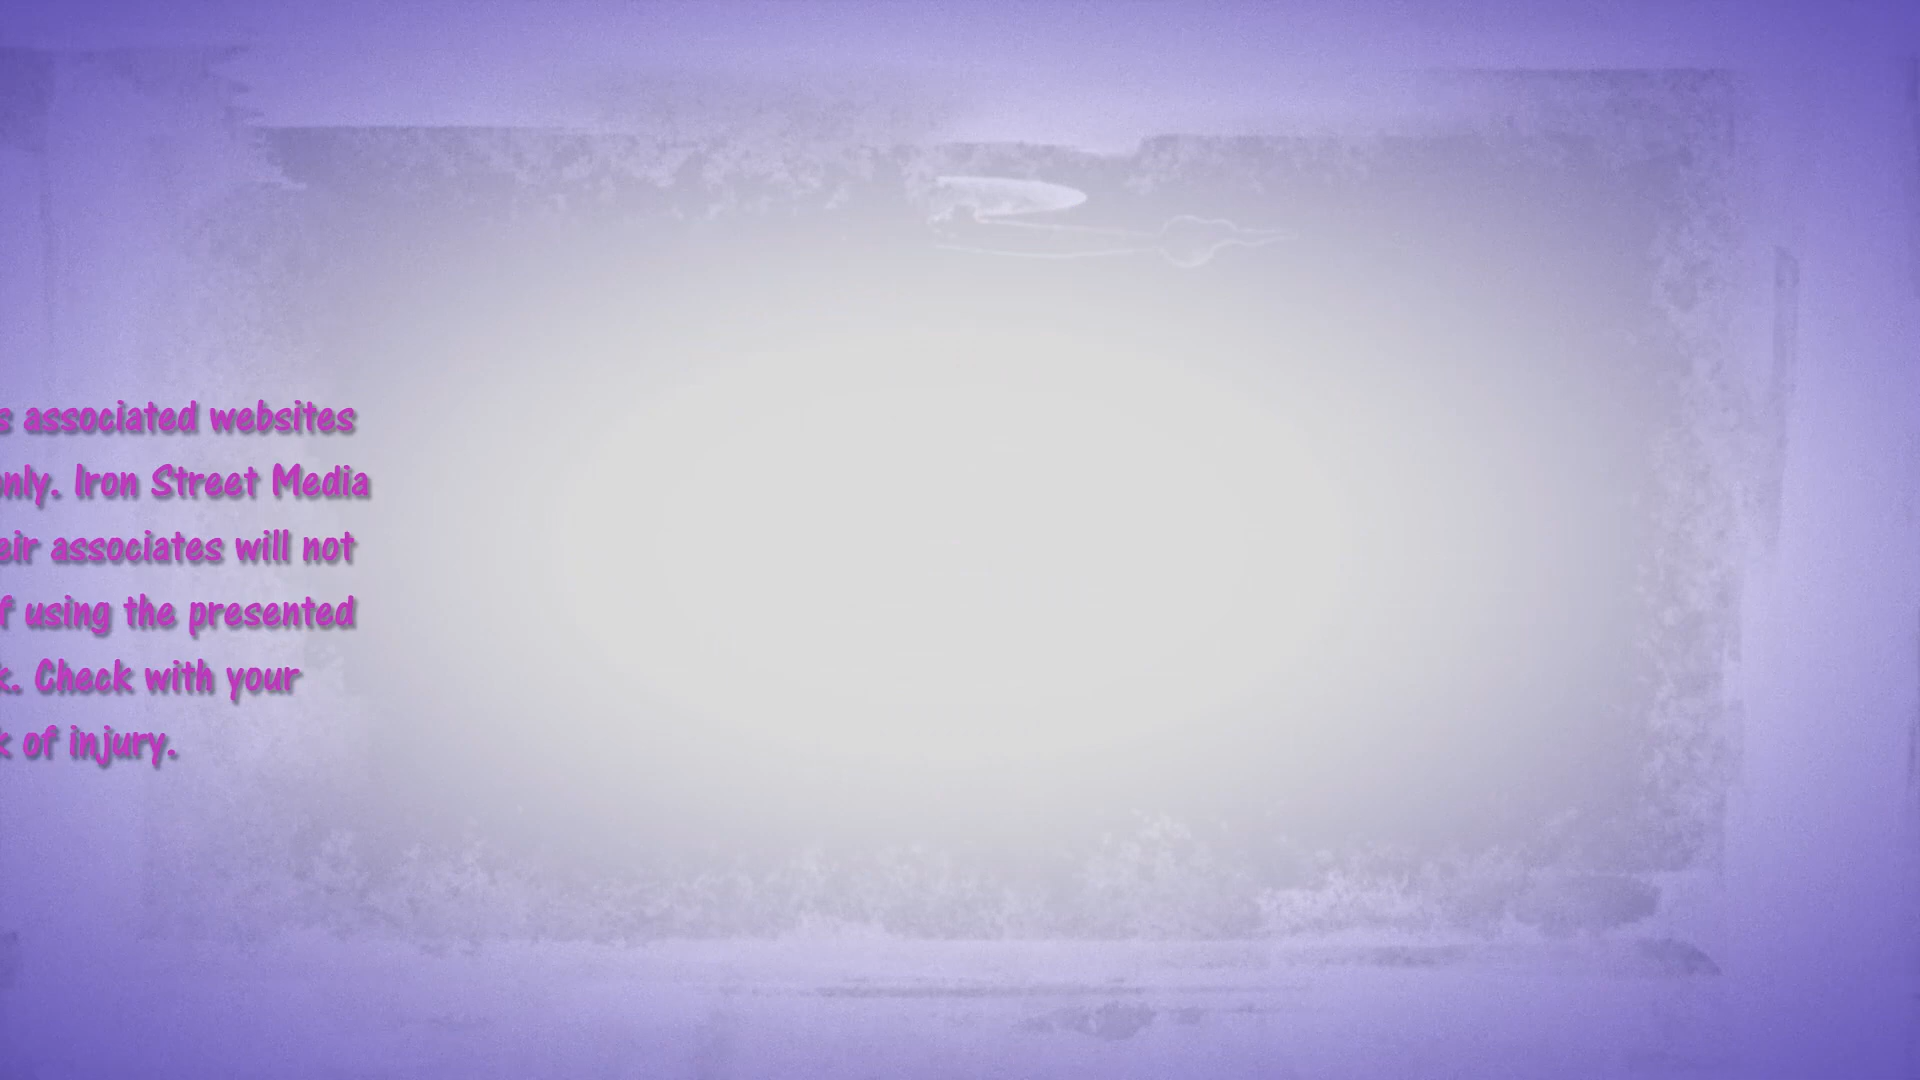 s associated websites
nly. Iron Street Media
eir associates will not
f using the presented
k. Check with your
k of injury.